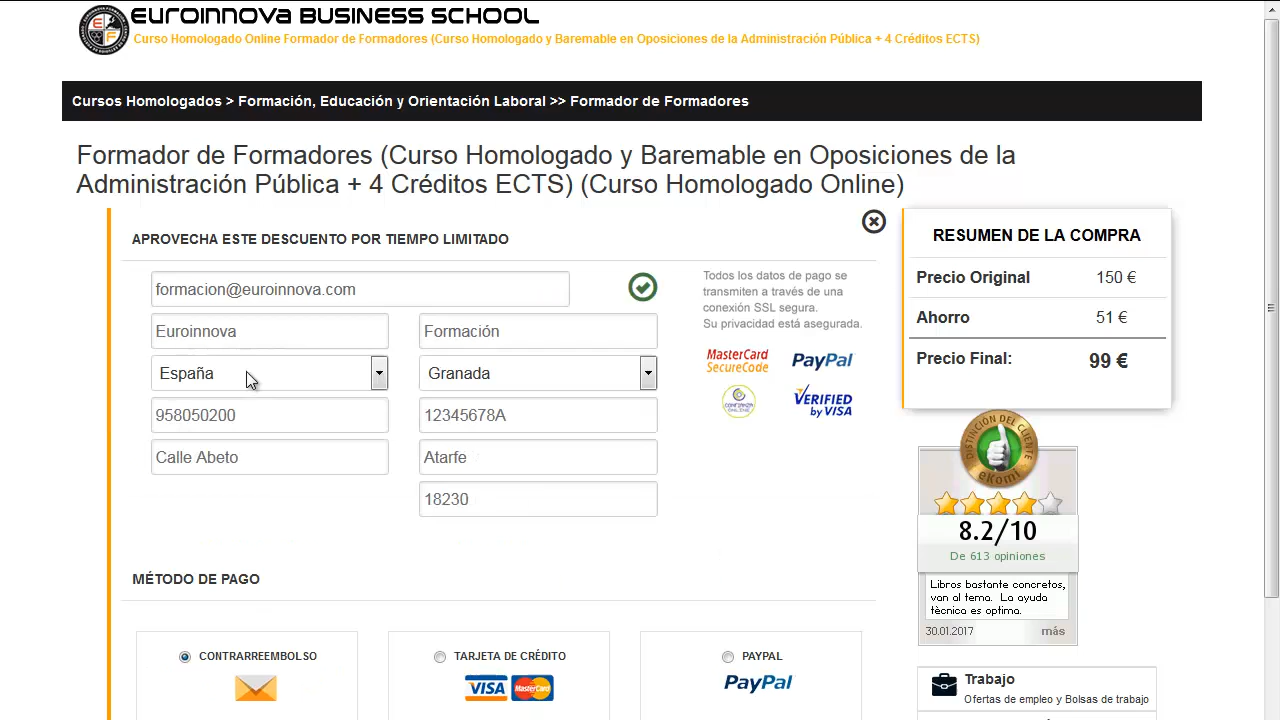 EUROINNOVA BUSINESS SCHOOL
Curso Homologado Online Formador de Formadores (Curso Homologado y Baremable en Oposiciones de la Administración Pública + 4 Créditos ECTS)
Cursos Homologados > Formación, Educación y Orientación Laboral >> Formador de Formadores
Formador de Formadores (Curso Homologado y Baremable en Oposiciones de la
Administración Pública + 4 Créditos ECTS) (Curso Homologado Online)
APROVECHA ESTE DESCUENTO POR TIEMPO LIMITADO
formacion@euroinnova.com
Euroinnova
Formación
España
Granada
958050200
12345678A
Calle Abeto
Atarfe
18230
Todos los datos de pago se
transmiten a través de una
conexión SSL segura.
Su privacidad está asegurada.
MasterCard
SecureCode
PayPal
CONFIANZA
ONLINE
VERIFIED
by VISA
RESUMEN DE LA COMPRA
Precio Original 150 €
Ahorro 51 €
Precio Final: 99 €
DISTINCIÓN DEL CLIENTE
eKomi
8.2/10
De 613 opiniones
Libros bastante concretos,
van al tema. La ayuda
tècnica es optima.
30.01.2017 más
Trabajo
Ofertas de empleo y Bolsas de trabajo
MÉTODO DE PAGO
CONTRARREEMBOLSO
TARJETA DE CRÉDITO
VISA MasterCard
PAYPAL
PayPal